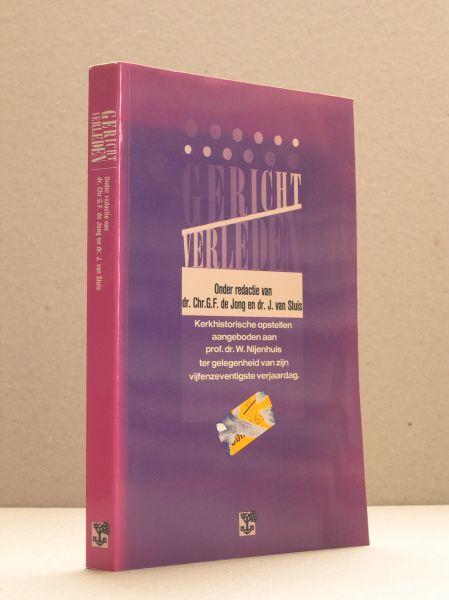 GERICHT
VERLEDEN
Onder redactie van
dr. Chr.G.F. de Jong en dr. J. van Sluis
GERICHT
VERLEDEN
Onder redactie van
dr. Chr.G.F. de Jong en dr. J. van Sluis
Kerkhistorische opstellen
aangeboden aan
prof. dr. W. Nijenhuis
ter gelegenheid van zijn
vijfenzeventigste verjaardag.